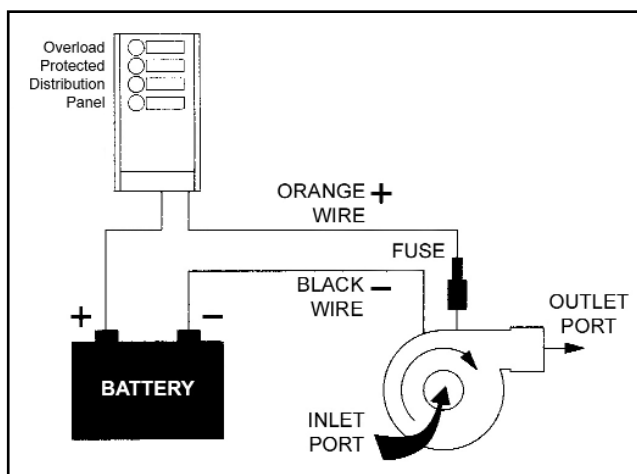 Overload
Protected
Distribution
Panel
ORANGE +
WIRE
FUSE
BLACK −
WIRE
OUTLET
PORT
+ −
BATTERY
INLET
PORT